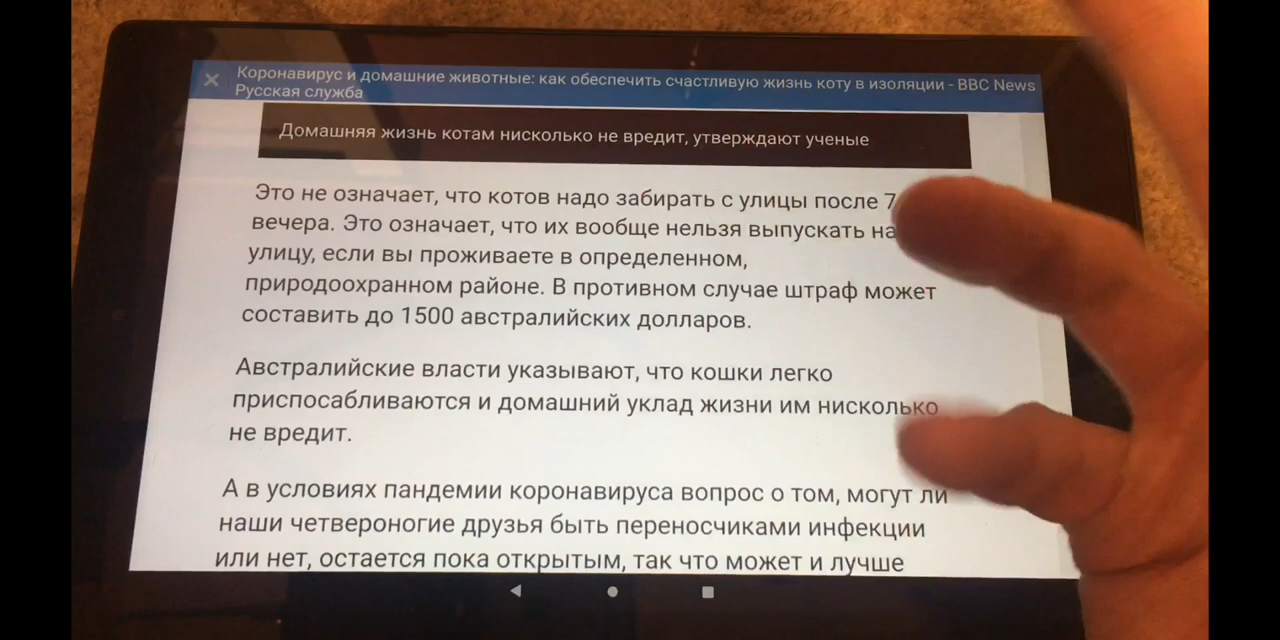 Коронавирус и домашние животные: как обеспечить счастливую жизнь коту в изоляции - BBC News
Русская служба
Домашняя жизнь котам нисколько не вредит, утверждают ученые
Это не означает, что котов надо забирать с улицы после 7
вечера. Это означает, что их вообще нельзя выпускать на
улицу, если вы проживаете в определенном,
природоохранном районе. В противном случае штраф может
составить до 1500 австралийских долларов.
Австралийские власти указывают, что кошки легко
приспосабливаются и домашний уклад жизни им нисколько
не вредит.
А в условиях пандемии коронавируса вопрос о том, могут ли
наши четвероногие друзья быть переносчиками инфекции
или нет, остается пока открытым, так что может и лучше